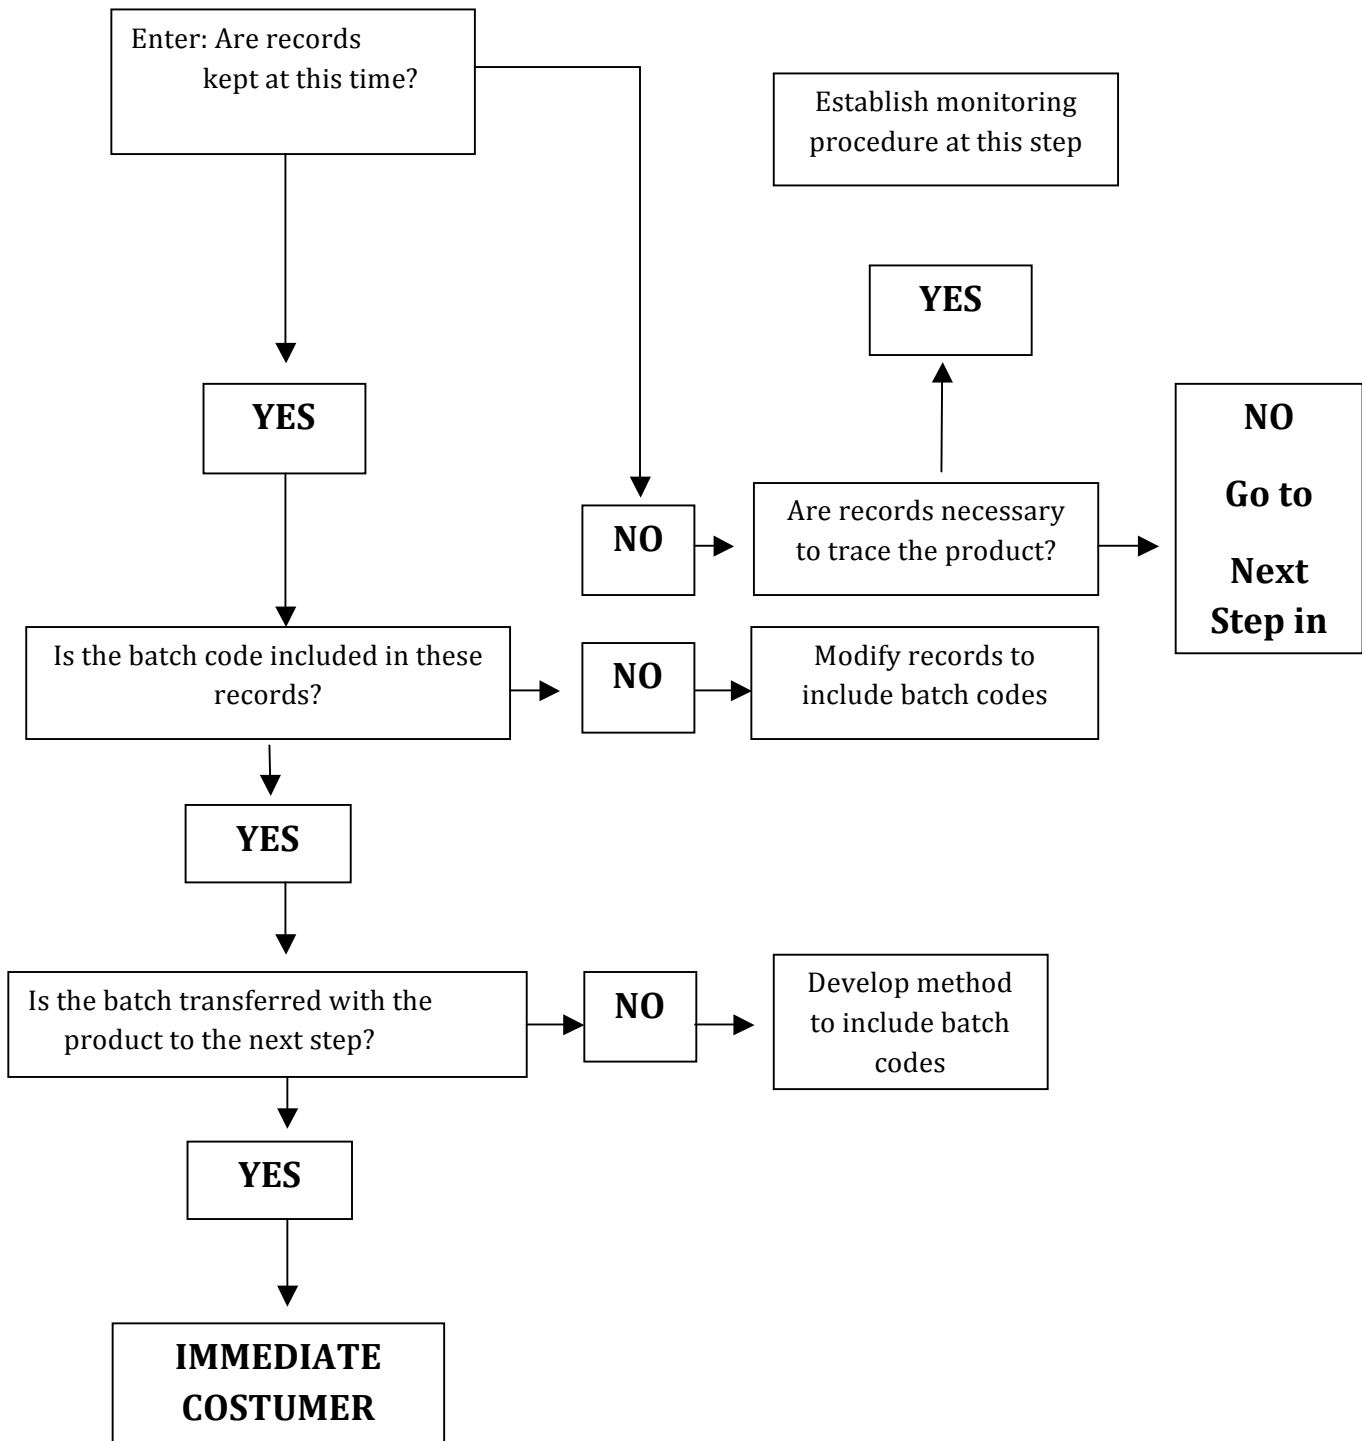 Enter: Are records
kept at this time?
Establish monitoring
procedure at this step
YES
YES
NO
Are records necessary
to trace the product?
NO
Go to
Next
Step in
Is the batch code included in these
records?
NO
Modify records to
include batch codes
YES
Is the batch transferred with the
product to the next step?
NO
Develop method
to include batch
codes
YES
IMMEDIATE
COSTUMER